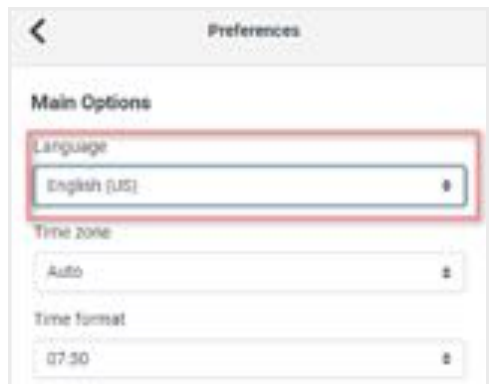 Preferences
Main Options
Language
English (US)
Time zone
Auto
Time format
07:30